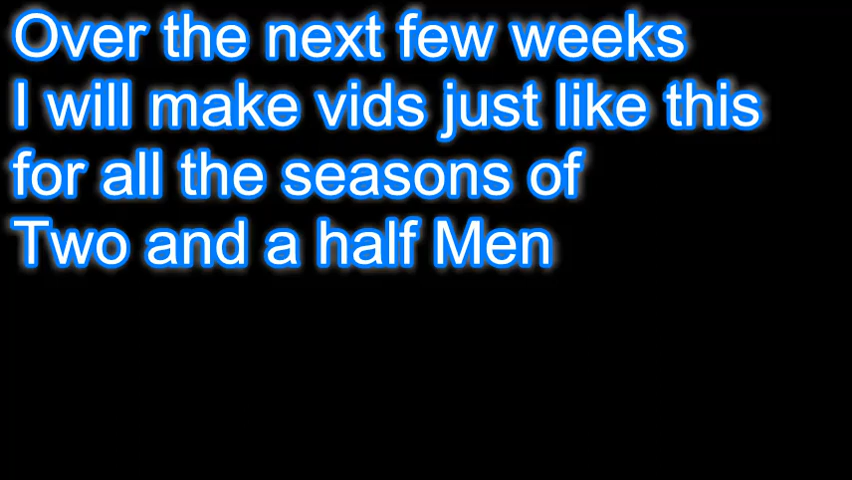 Over the next few weeks
I will make vids just like this
for all the seasons of
Two and a half Men